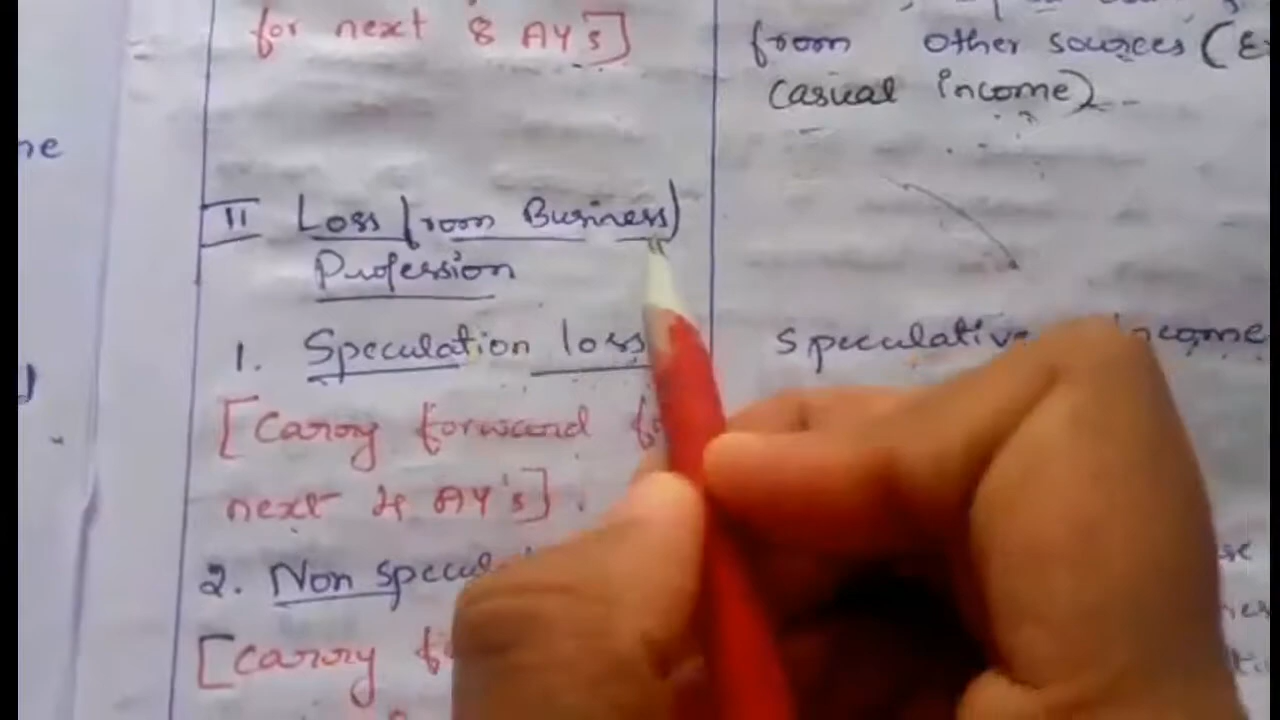 for next 8 AY's]
from other sources (E
casual income)
II Loss from Business)
Profession
1. Speculation loss
speculative income
[Carry forward
next 4 AY's].
2. Non
[Carry